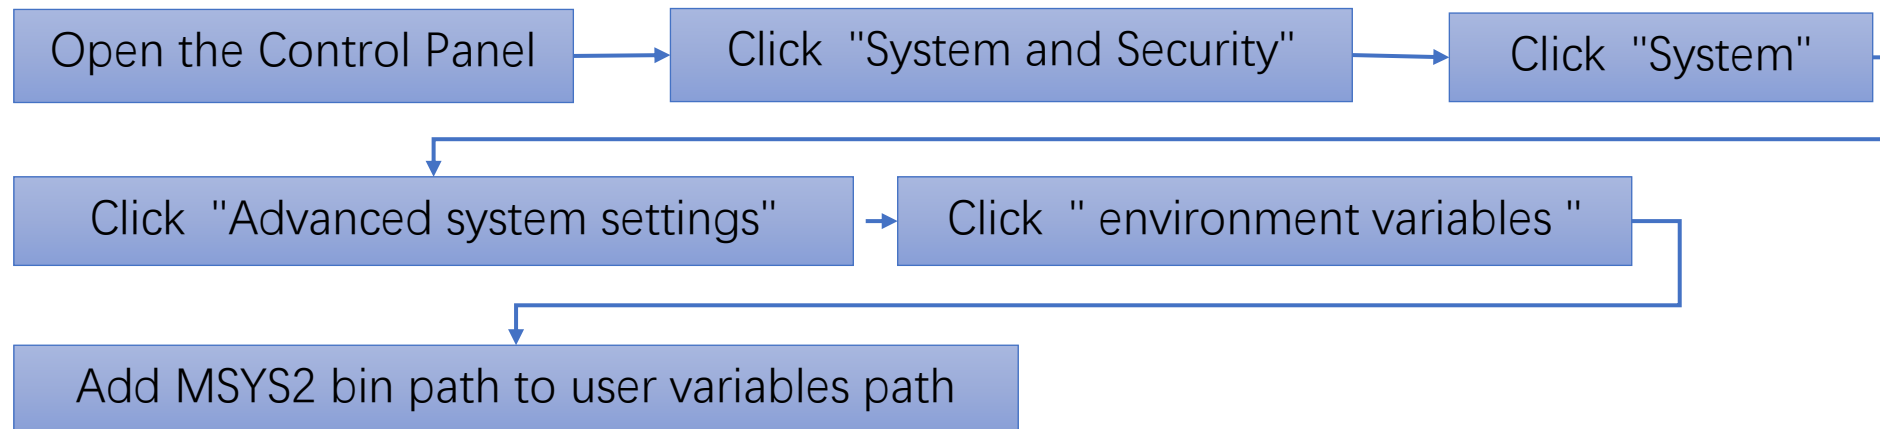 Open the Control Panel
Click "System and Security"
Click "System"
Click "Advanced system settings"
Click " environment variables "
Add MSYS2 bin path to user variables path